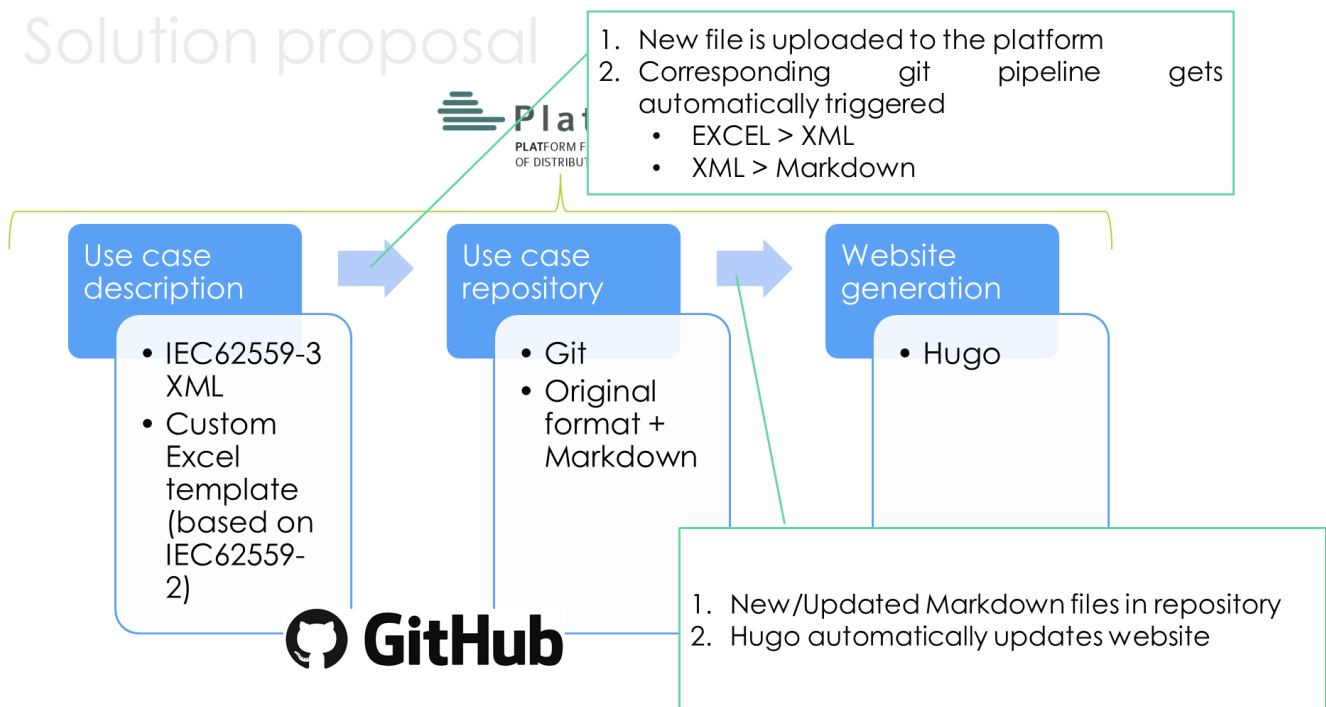 Solution proposal
1. New file is uploaded to the platform
2. Corresponding git pipeline gets
automatically triggered
• EXCEL > XML
• XML > Markdown
PLATFORM
OF
Use case
description
• IEC62559-3
XML
• Custom
Excel
template
(based on
IEC62559-
2)
Use case
repository
• Git
• Original
format +
Markdown
Website
generation
• Hugo
GitHub
1. New/Updated Markdown files in repository
2. Hugo automatically updates website